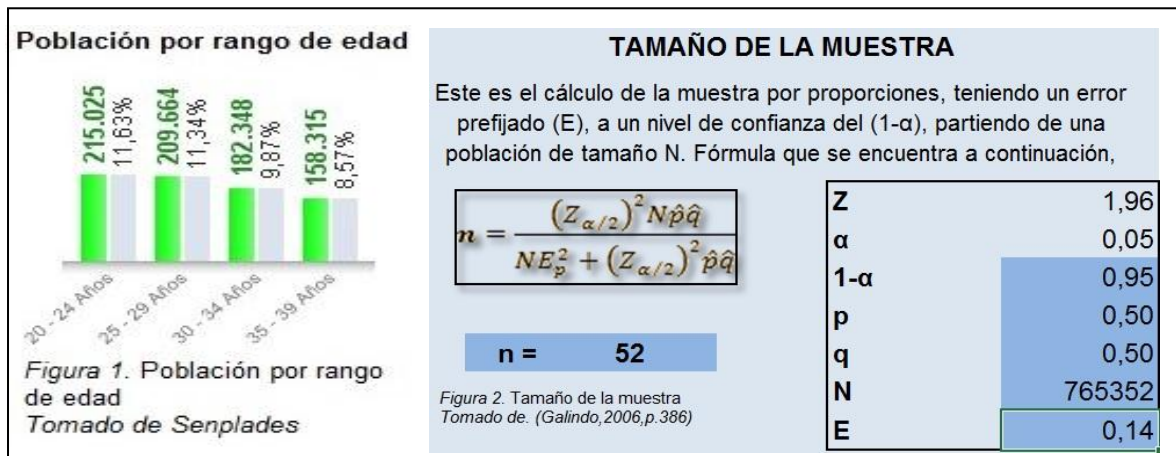 Población por rango de edad
215.025
11,63%
209.664
11,34%
182.348
9,87%
158.315
8,57%
20 - 24 Años
25 - 29 Años
30 - 34 Años
35 - 39 Años
Figura 1. Población por rango
de edad
Tomado de Senplades
TAMAÑO DE LA MUESTRA
Este es el cálculo de la muestra por proporciones, teniendo un error
prefijado (E), a un nivel de confianza del (1-α), partiendo de una
población de tamaño N. Fórmula que se encuentra a continuación,
n = (Z_{α/2})² N p̂ q̂ / (N E_p² + (Z_{α/2})² p̂ q̂)
n = 52
Figura 2. Tamaño de la muestra
Tomado de. (Galindo,2006,p.386)
Z 1,96
α 0,05
1-α 0,95
p 0,50
q 0,50
N 765352
E 0,14